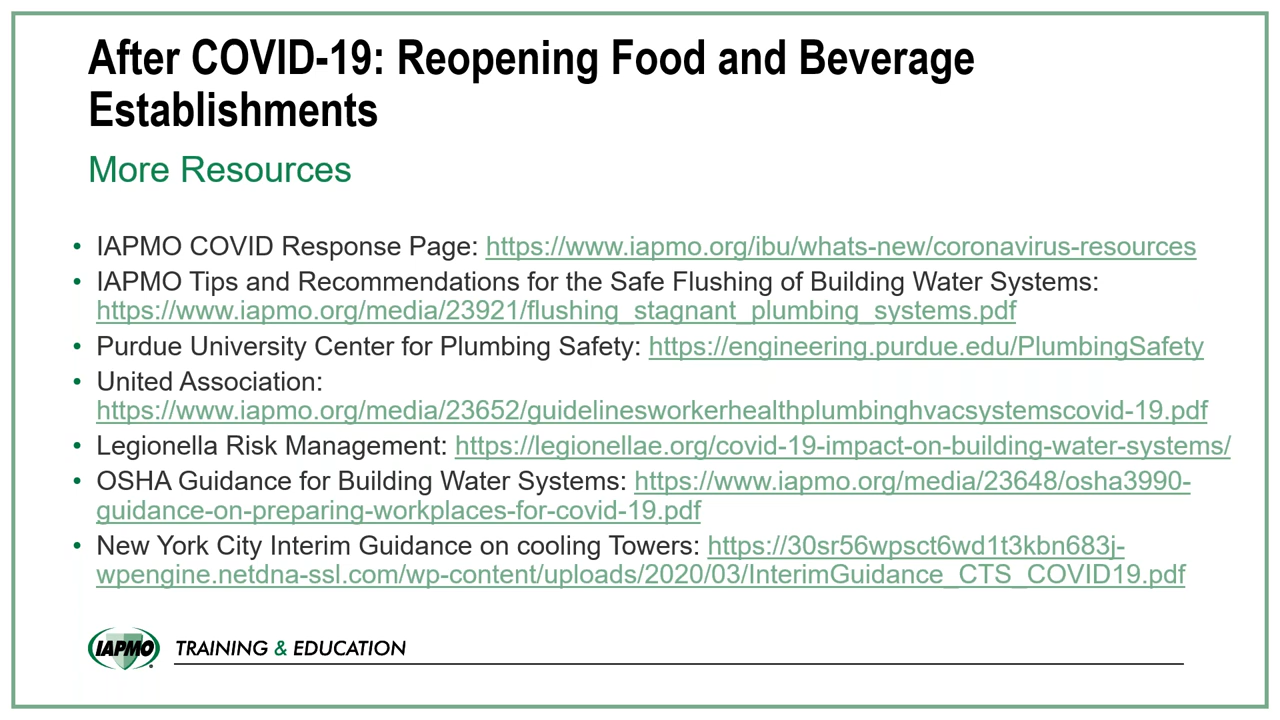 After COVID-19: Reopening Food and Beverage
Establishments
More Resources
• IAPMO COVID Response Page: https://www.iapmo.org/ibu/whats-new/coronavirus-resources
• IAPMO Tips and Recommendations for the Safe Flushing of Building Water Systems:
https://www.iapmo.org/media/23921/flushing_stagnant_plumbing_systems.pdf
• Purdue University Center for Plumbing Safety: https://engineering.purdue.edu/PlumbingSafety
• United Association:
https://www.iapmo.org/media/23652/guidelinesworkerhealthplumbinghvacsystemscovid-19.pdf
• Legionella Risk Management: https://legionellae.org/covid-19-impact-on-building-water-systems/
• OSHA Guidance for Building Water Systems: https://www.iapmo.org/media/23648/osha3990-
guidance-on-preparing-workplaces-for-covid-19.pdf
• New York City Interim Guidance on cooling Towers: https://30sr56wpsct6wd1t3kbn683j-
wpengine.netdna-ssl.com/wp-content/uploads/2020/03/InterimGuidance_CTS_COVID19.pdf
IAPMO TRAINING & EDUCATION